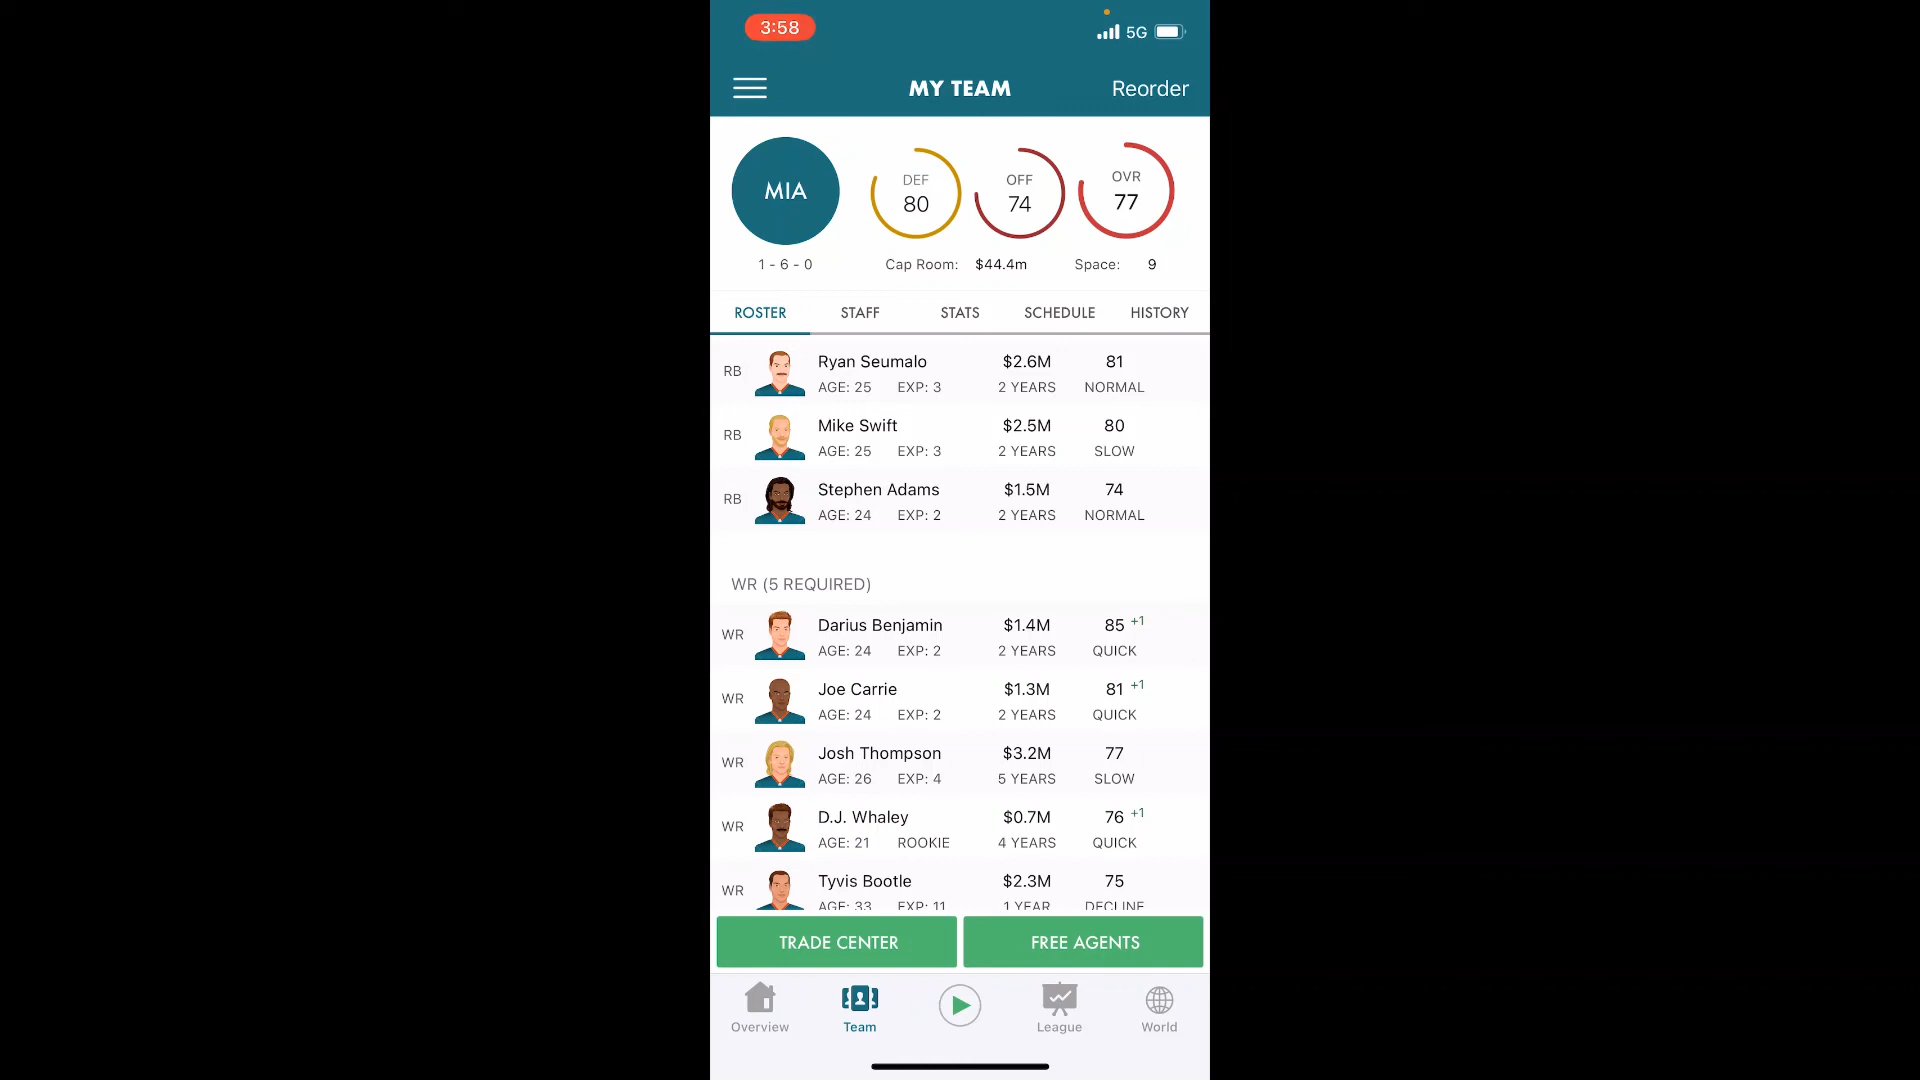 3:58
5G
MY TEAM
Reorder
MIA
DEF
80
OFF
74
OVR
77
1 - 6 - 0
Cap Room: $44.4m
Space: 9
ROSTER STAFF STATS SCHEDULE HISTORY
RB Ryan Seumalo $2.6M 81
AGE: 25 EXP: 3 2 YEARS NORMAL
RB Mike Swift $2.5M 80
AGE: 25 EXP: 3 2 YEARS SLOW
RB Stephen Adams $1.5M 74
AGE: 24 EXP: 2 2 YEARS NORMAL
WR (5 REQUIRED)
WR Darius Benjamin $1.4M 85 +1
AGE: 24 EXP: 2 2 YEARS QUICK
WR Joe Carrie $1.3M 81 +1
AGE: 24 EXP: 2 2 YEARS QUICK
WR Josh Thompson $3.2M 77
AGE: 26 EXP: 4 5 YEARS SLOW
WR D.J. Whaley $0.7M 76 +1
AGE: 21 ROOKIE 4 YEARS QUICK
WR Tyvis Bootle $2.3M 75
AGE: 33 EXP: 11 1 YEAR DECLINE
TRADE CENTER
FREE AGENTS
Overview Team League World